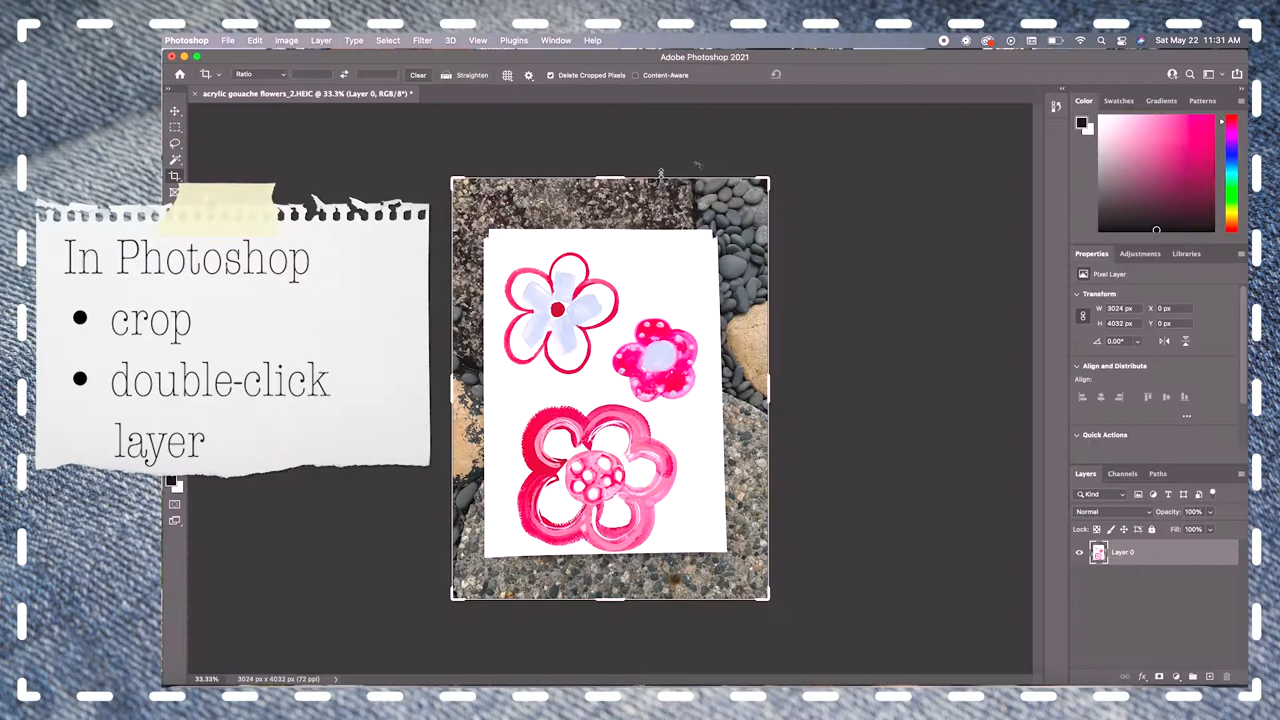 Photoshop File Edit Image Layer Type Select Filter 3D View Plugins Window Help Sat May 22 11:31 AM
Adobe Photoshop 2021
Ratio Clear Straighten Delete Cropped Pixels Content-Aware
× acrylic gouache flowers_2.HEIC @ 33.3% (Layer 0, RGB/8*) *
Color Swatches Gradients Patterns
In Photoshop
• crop
• double-click
layer
Properties Adjustments Libraries
Pixel Layer
Transform
W 3024 px X 0 px
H 4032 px Y 0 px
0.00°
Align and Distribute
Align:
Quick Actions
Layers Channels Paths
Kind
Normal Opacity: 100%
Lock: Fill: 100%
Layer 0
33.33% 3024 px x 4032 px (72 ppi)
fx